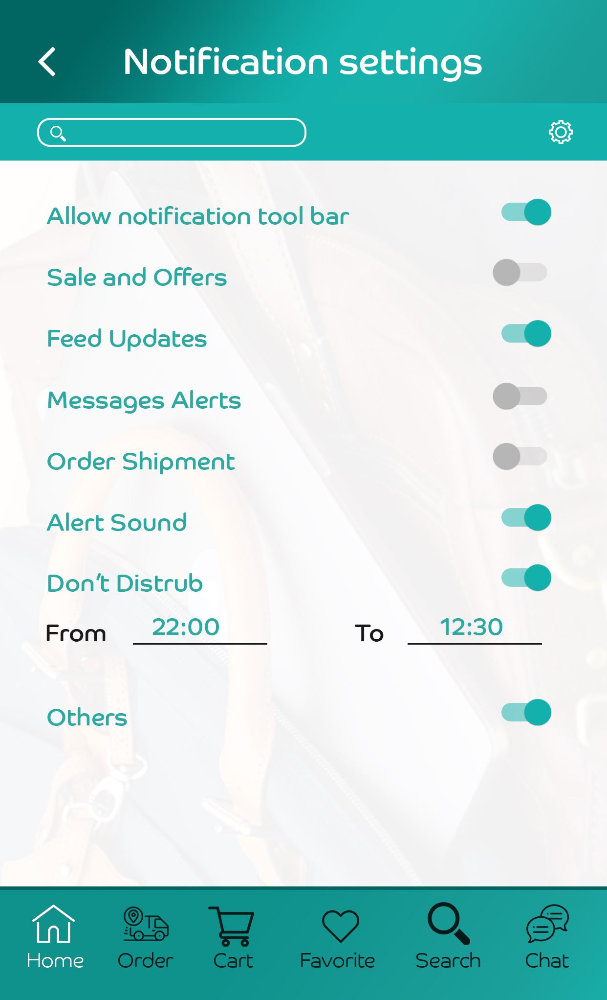 Notification settings
Allow notification tool bar
Sale and Offers
Feed Updates
Messages Alerts
Order Shipment
Alert Sound
Don't Distrub
From 22:00 To 12:30
Others
Home Order Cart Favorite Search Chat